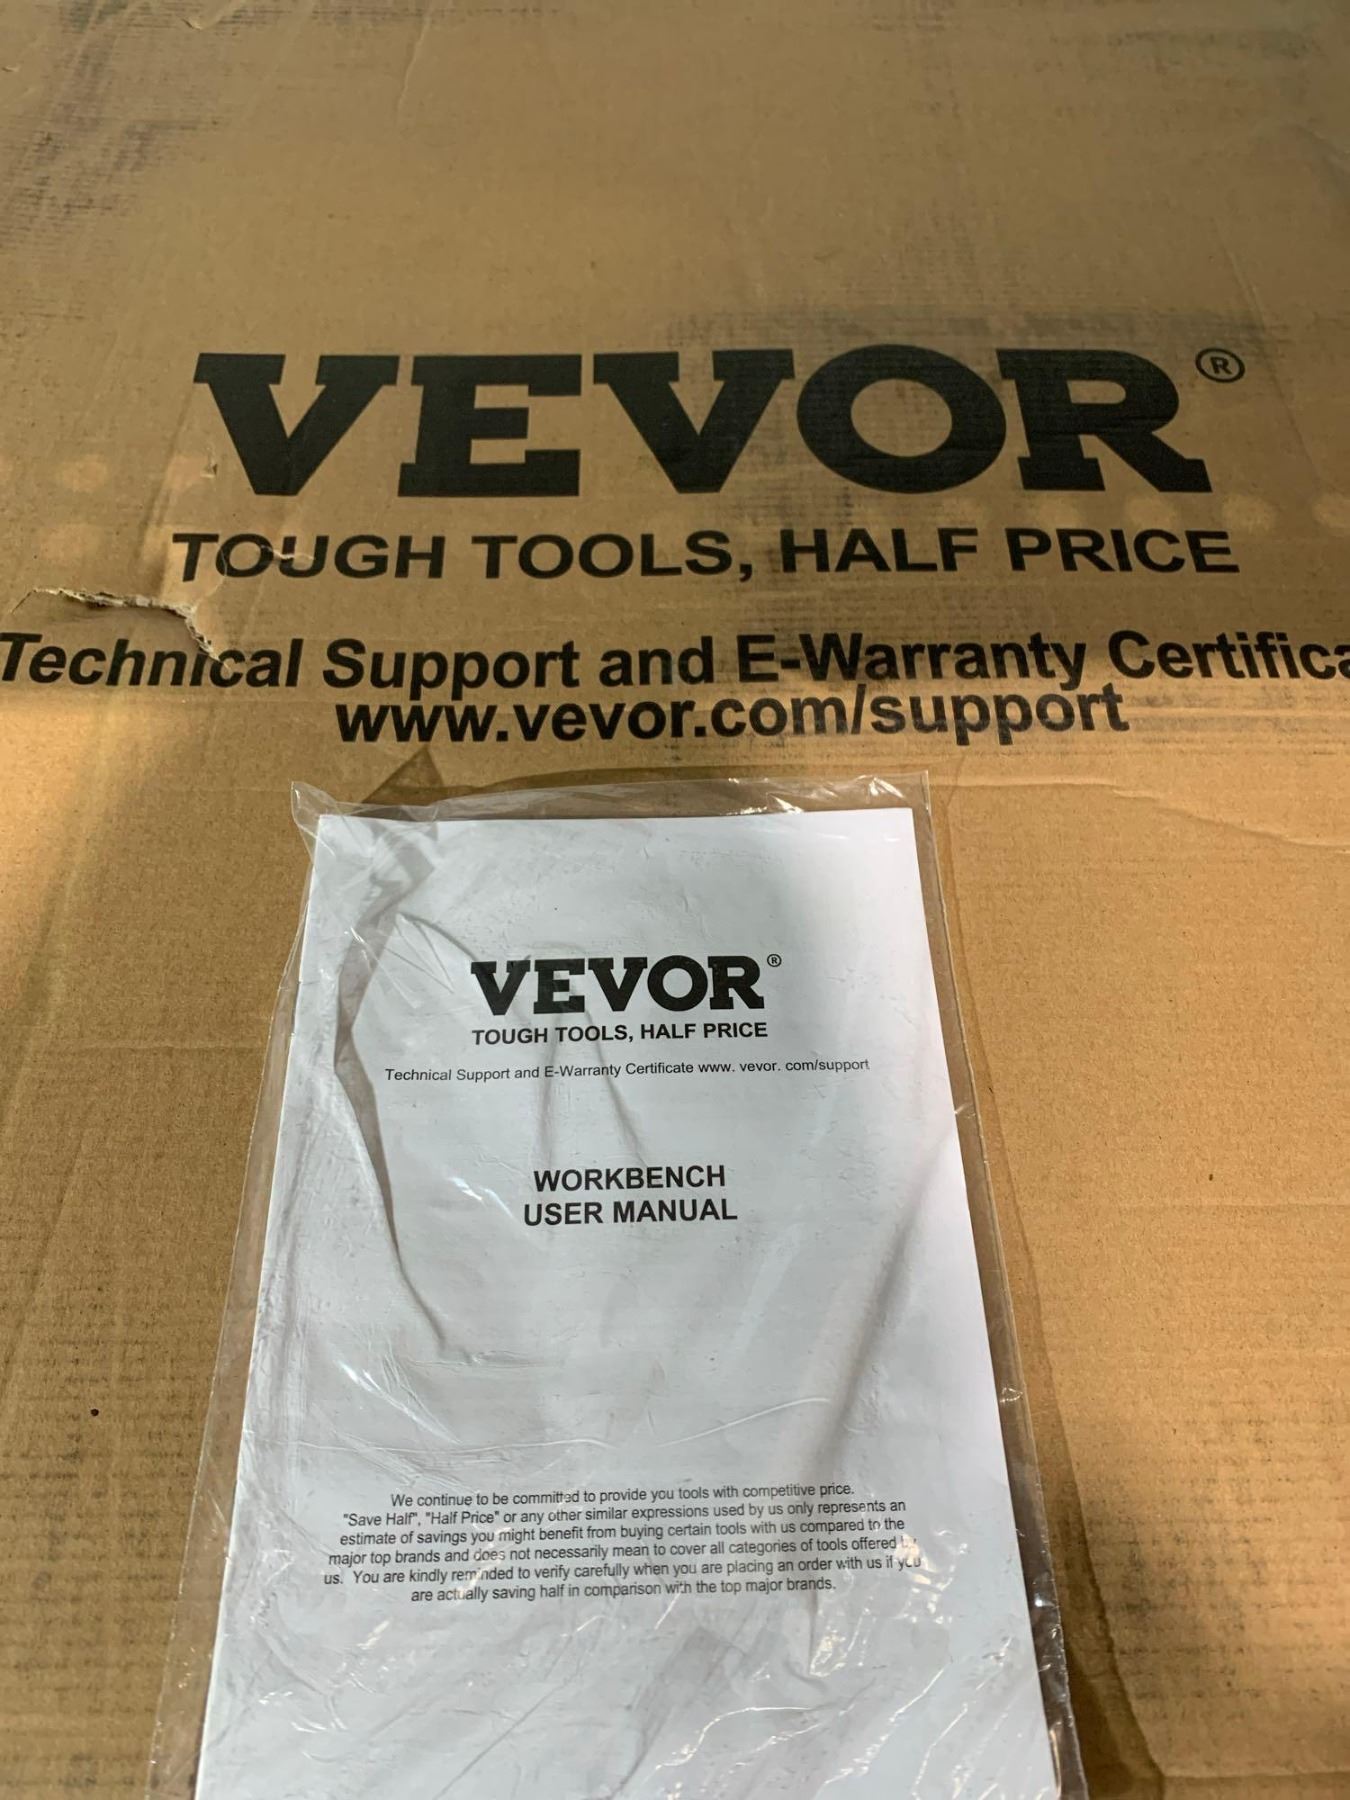 VEVOR®
TOUGH TOOLS, HALF PRICE
Technical Support and E-Warranty Certifica
www.vevor.com/support
VEVOR®
TOUGH TOOLS, HALF PRICE
Technical Support and E-Warranty Certificate www. vevor. com/support
WORKBENCH
USER MANUAL
We continue to be committed to provide you tools with competitive price.
"Save Half", "Half Price" or any other similar expressions used by us only represents an
estimate of savings you might benefit from buying certain tools with us compared to the
major top brands and does not necessarily mean to cover all categories of tools offered by
us. You are kindly reminded to verify carefully when you are placing an order with us if you
are actually saving half in comparison with the top major brands.